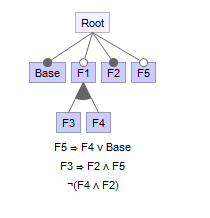 Root
Base F1 F2 F5
F3 F4
F5 ⇒ F4 ∨ Base
F3 ⇒ F2 ∧ F5
¬(F4 ∧ F2)